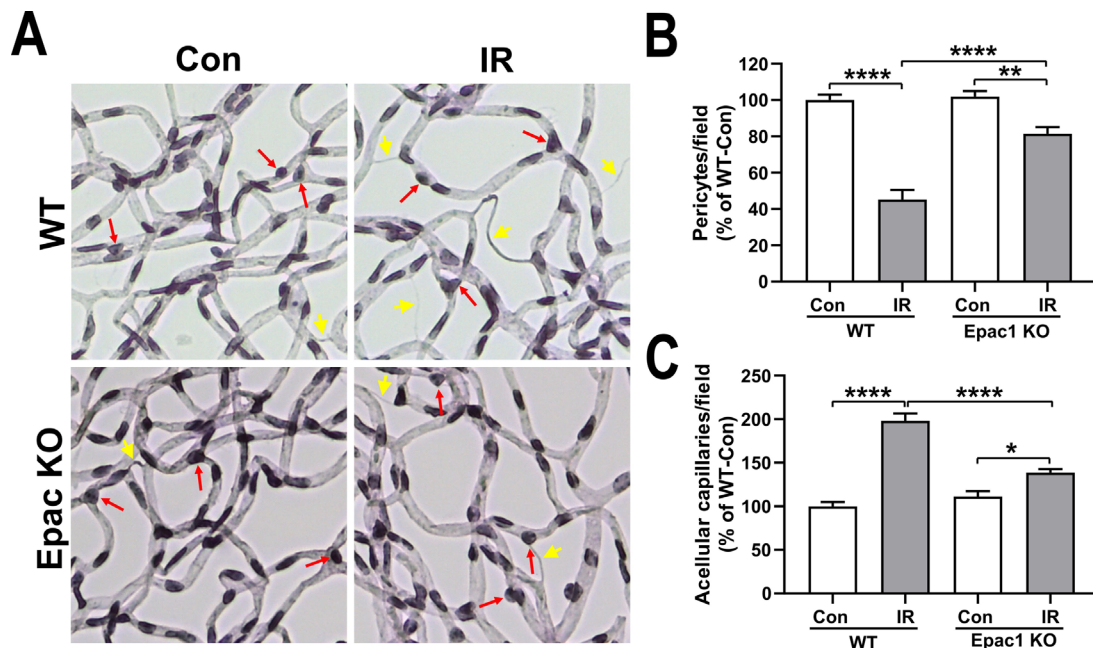 A
Con
IR
WT
Epac KO
B
Pericytes/field
(% of WT-Con)
120
100
80
60
40
20
0
****
****
**
Con
IR
Con
IR
WT
Epac1 KO
C
Acellular capillaries/field
(% of WT-Con)
250
200
150
100
50
0
****
****
*
Con
IR
Con
IR
WT
Epac1 KO